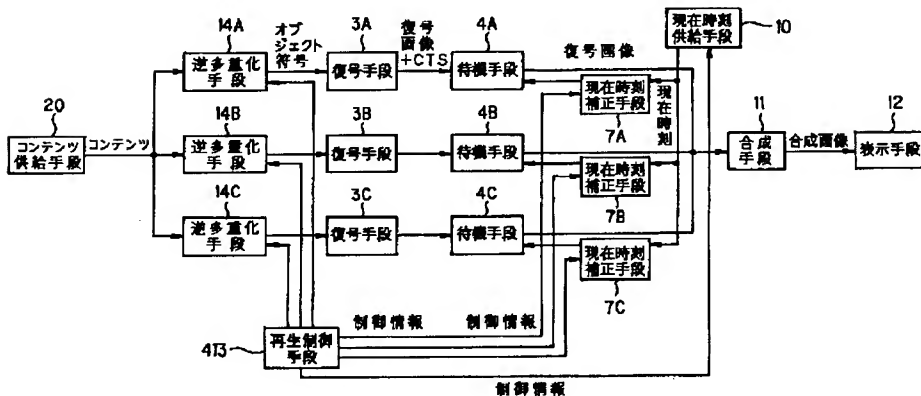 14A
オブ
ジェクト
符号
3A
復号
画像
+CTS
4A
復号画像
現在時刻
供給手段
10
逆多重化
手段
復号手段
待機手段
現在時刻
補正手段
7A
現在時刻
20
コンテンツ
供給手段
コンテンツ
14B
逆多重化
手段
3B
復号手段
4B
待機手段
現在時刻
補正手段
7B
11
合成
手段
合成画像
12
表示手段
14C
逆多重化
手段
3C
復号手段
4C
待機手段
現在時刻
補正手段
7C
413
再生制御
手段
制御情報
制御情報
制御情報